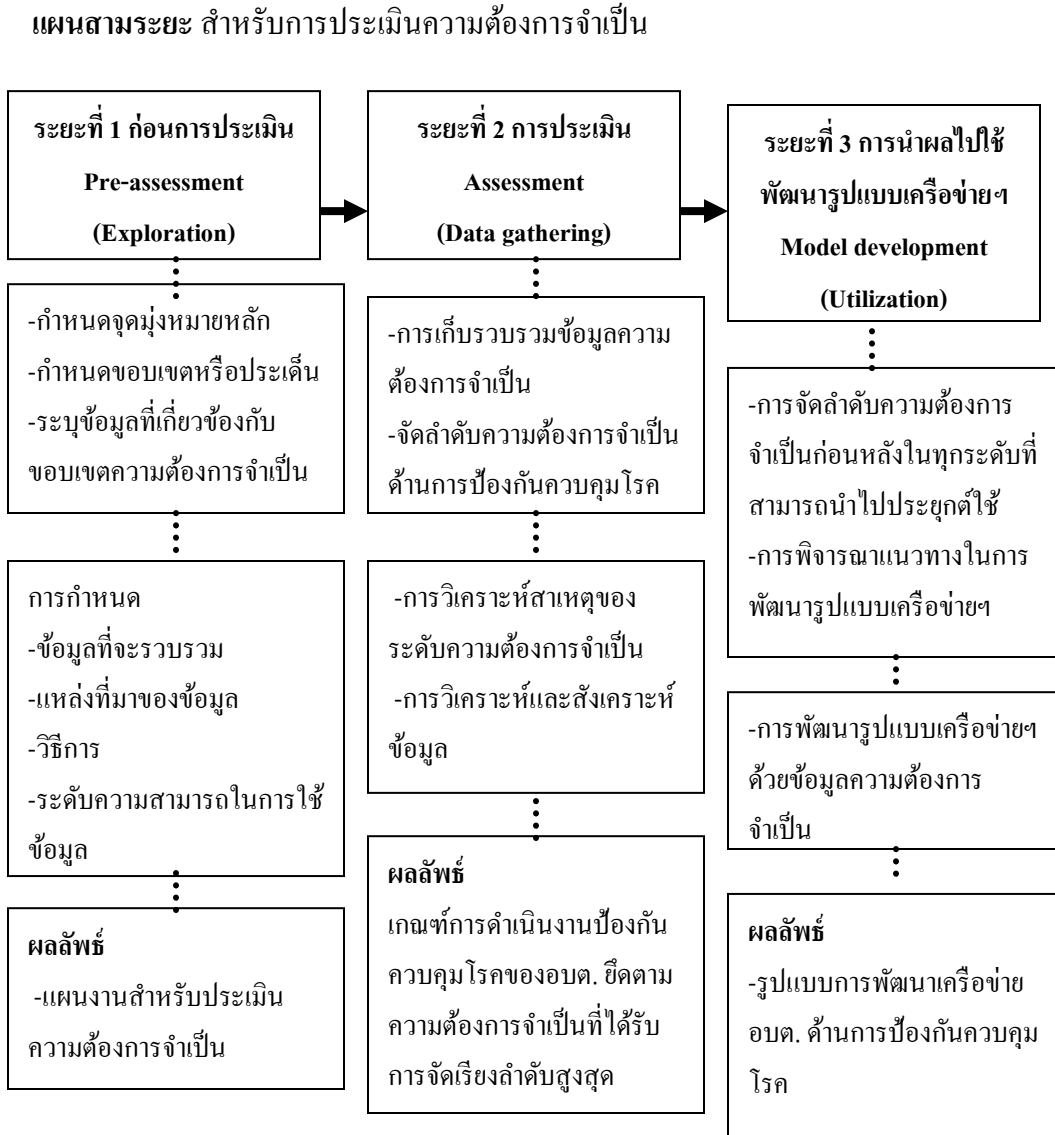 แผนสามระยะ สำหรับการประเมินความต้องการจำเป็น
ระยะที่ 1 ก่อนการประเมิน
Pre-assessment
(Exploration)
-กำหนดจุดมุ่งหมายหลัก
-กำหนดขอบเขตหรือประเด็น
-ระบุข้อมูลที่เกี่ยวข้องกับ
ขอบเขตความต้องการจำเป็น
การกำหนด
-ข้อมูลที่จะรวบรวม
-แหล่งที่มาของข้อมูล
-วิธีการ
-ระดับความสามารถในการใช้
ข้อมูล
ผลลัพธ์
-แผนงานสำหรับประเมิน
ความต้องการจำเป็น
ระยะที่ 2 การประเมิน
Assessment
(Data gathering)
-การเก็บรวบรวมข้อมูลความ
ต้องการจำเป็น
-จัดลำดับความต้องการจำเป็น
ด้านการป้องกันควบคุมโรค
-การวิเคราะห์สาเหตุของ
ระดับความต้องการจำเป็น
-การวิเคราะห์และสังเคราะห์
ข้อมูล
ผลลัพธ์
เกณฑ์การดำเนินงานป้องกัน
ควบคุมโรคของอบต. ยึดตาม
ความต้องการจำเป็นที่ได้รับ
การจัดเรียงลำดับสูงสุด
ระยะที่ 3 การนำผลไปใช้
พัฒนารูปแบบเครือข่ายฯ
Model development
(Utilization)
-การจัดลำดับความต้องการ
จำเป็นก่อนหลังในทุกระดับที่
สามารถนำไปประยุกต์ใช้
-การพิจารณาแนวทางในการ
พัฒนารูปแบบเครือข่ายฯ
-การพัฒนารูปแบบเครือข่ายฯ
ด้วยข้อมูลความต้องการ
จำเป็น
ผลลัพธ์
-รูปแบบการพัฒนาเครือข่าย
อบต. ด้านการป้องกันควบคุม
โรค